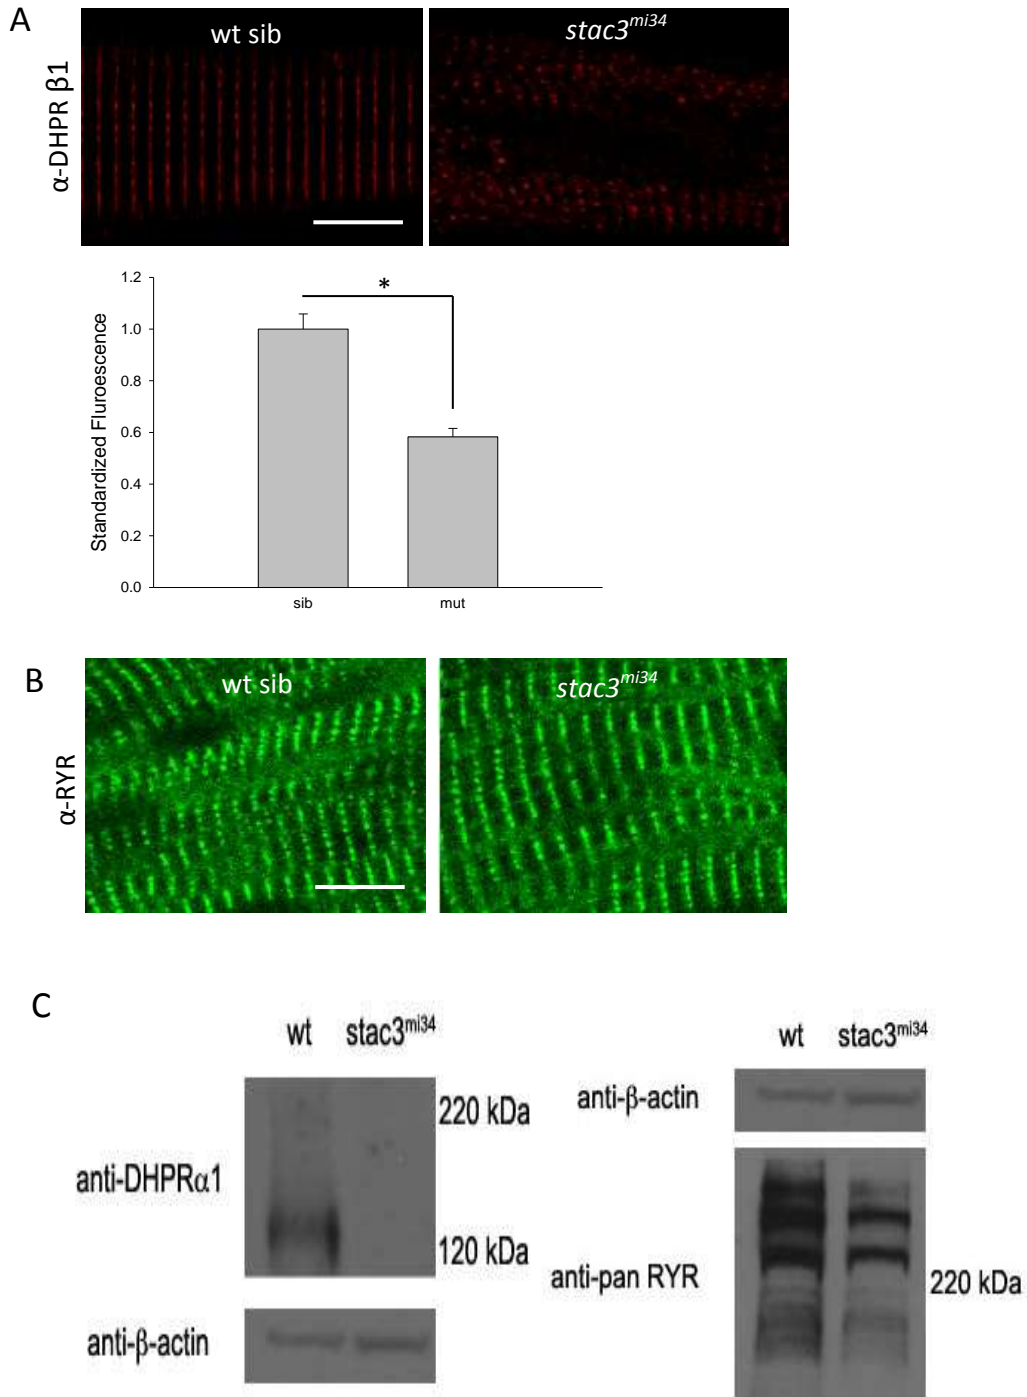 A
wt sib
stac3mi34
α-DHPR β1
*
1.2
1.0
0.8
0.6
0.4
0.2
0.0
Standardized Fluroescence
sib
mut
B
wt sib
stac3mi34
α-RYR
C
wt stac3mi34
220 kDa
anti-DHPRα1
120 kDa
anti-β-actin
wt stac3mi34
anti-β-actin
anti-pan RYR
220 kDa